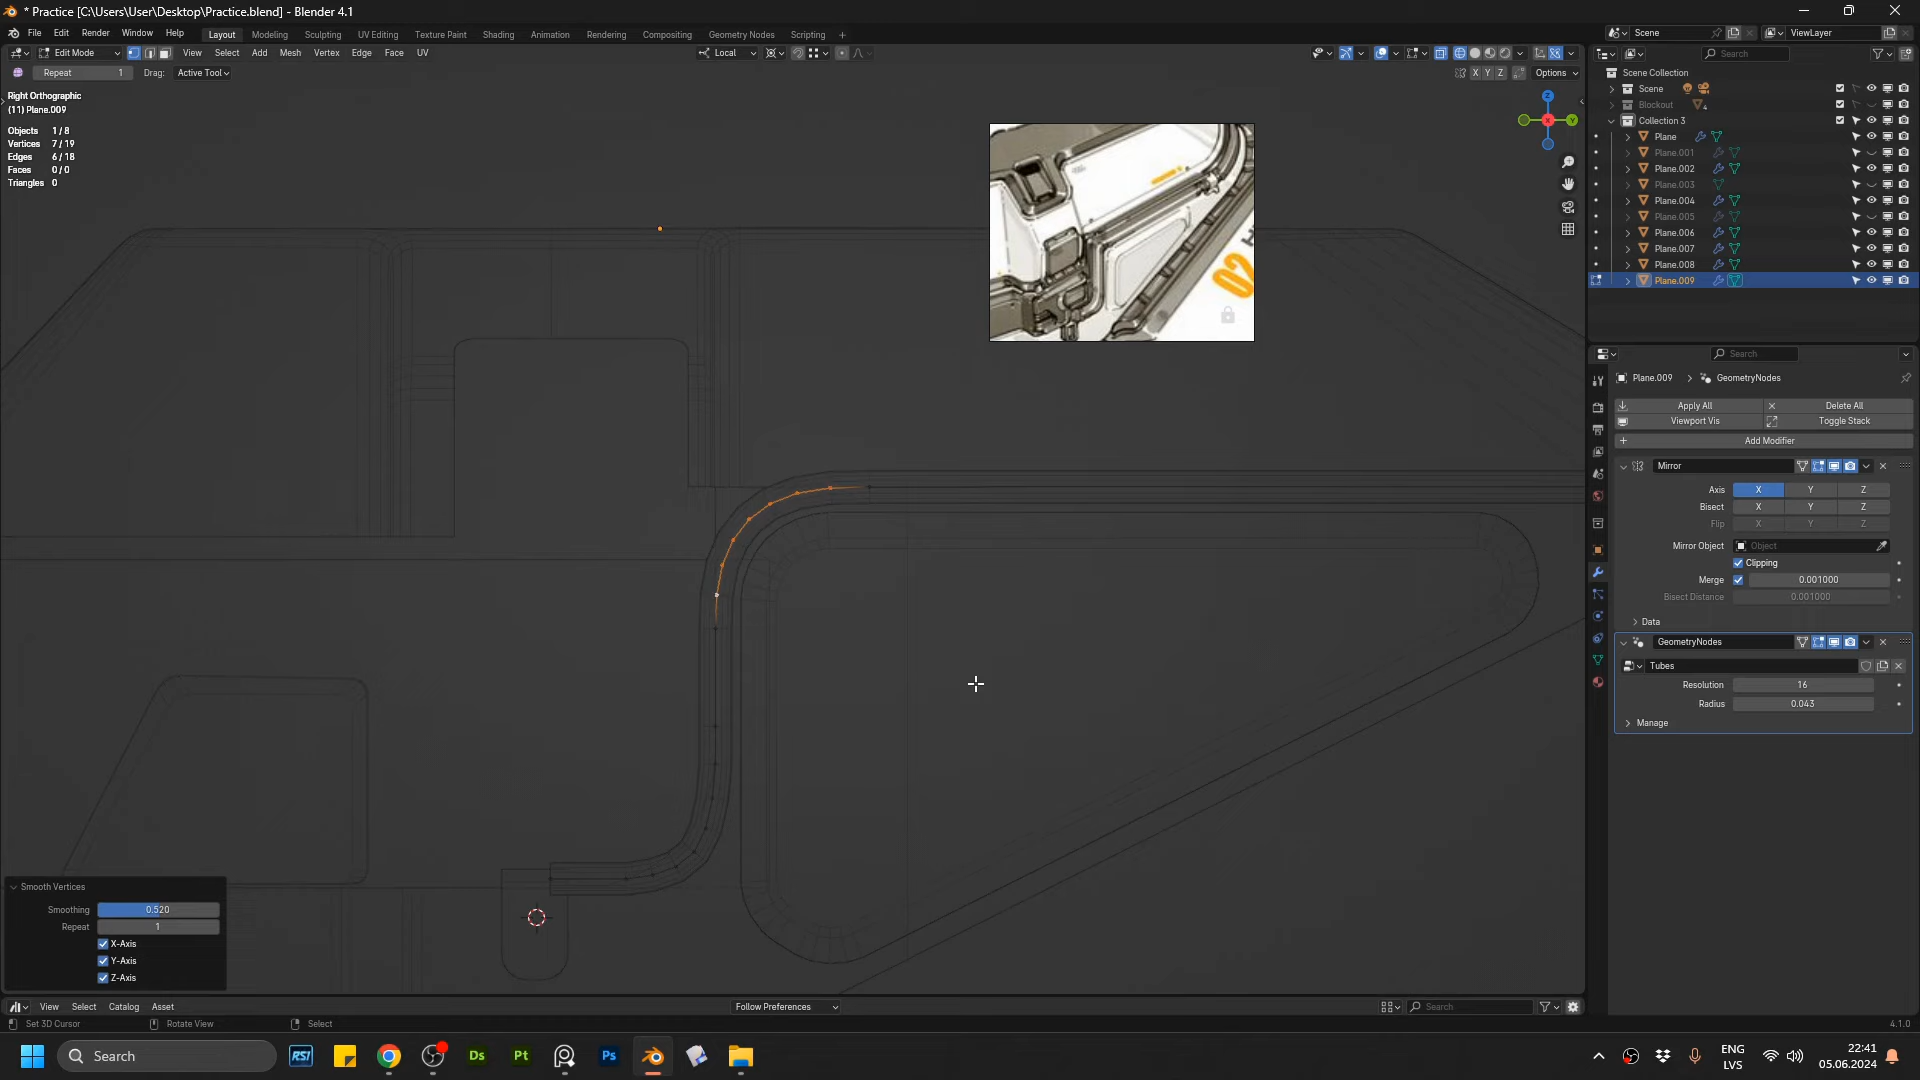 * Practice [C:\Users\User\Desktop\Practice.blend] - Blender 4.1
File Edit Render Window Help Layout Modeling Sculpting UV Editing Texture Paint Shading Animation Rendering Compositing Geometry Nodes Scripting + Scene ViewLayer
Edit Mode View Select Add Mesh Vertex Edge Face UV Local Search
Repeat 1 Drag: Active Tool X Y Z Options
Scene Collection
Scene
Blockout
Collection 3
Plane
Plane.001
Plane.002
Plane.003
Plane.004
Plane.005
Plane.006
Plane.007
Plane.008
Plane.009
Right Orthographic
(11) Plane.009
Objects 1/8
Vertices 7/19
Edges 6/18
Faces 0/0
Triangles 0
Z
X
Y
02
Search
Plane.009 > GeometryNodes
Apply All Delete All
Viewport Vis Toggle Stack
Add Modifier
Mirror
Axis X Y Z
Bisect X Y Z
Flip X Y Z
Mirror Object Object
Clipping
Merge 0.001000
Bisect Distance 0.001000
Data
GeometryNodes
Tubes
Resolution 16
Radius 0.043
Manage
Smooth Vertices
Smoothing 0.520
Repeat 1
X-Axis
Y-Axis
Z-Axis
View Select Catalog Asset Follow Preferences Search
Set 3D Cursor Rotate View Select 4.1.0
Search RSI Ds Pt Ps ENG LVS 22:41 05.06.2024